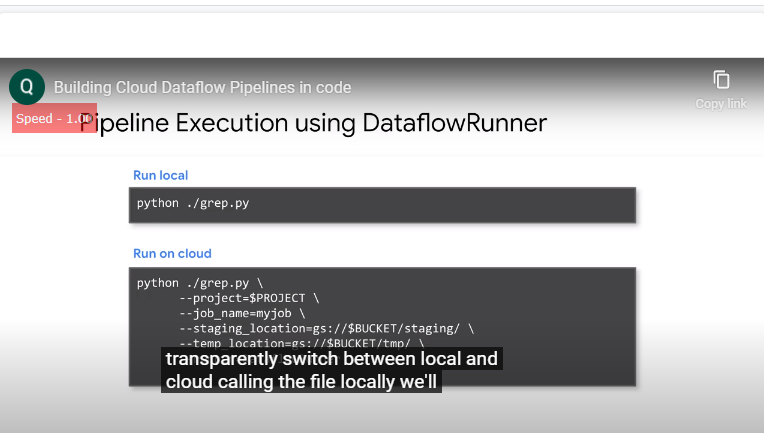 Q
Building Cloud Dataflow Pipelines in code
Copy link
Speed - 1.00
Pipeline Execution using DataflowRunner
Run local
python ./grep.py
Run on cloud
python ./grep.py \
--project=$PROJECT \
--job_name=myjob \
--staging_location=gs://$BUCKET/staging/ \
--temp_location=gs://$BUCKET/tmp/ \
transparently switch between local and
cloud calling the file locally we'll